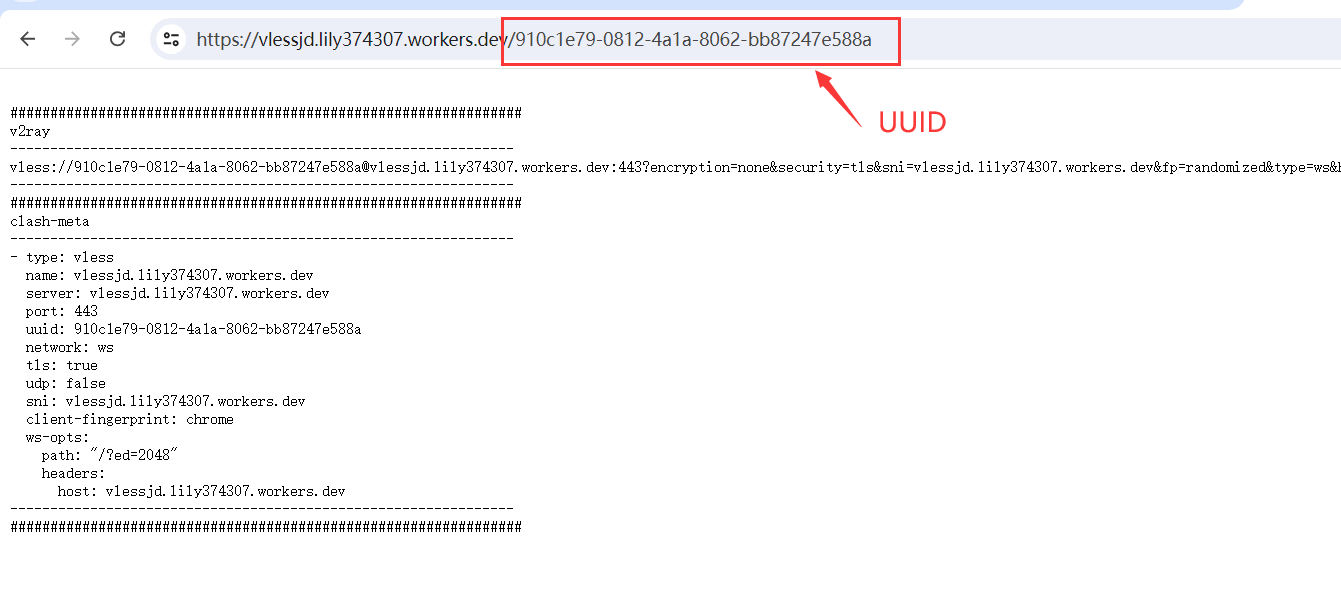 https://vlessjd.lily374307.workers.dev/910c1e79-0812-4a1a-8062-bb87247e588a
UUID
################################################################
v2ray
---------------------------------------------------------------
vless://910c1e79-0812-4a1a-8062-bb87247e588a@vlessjd.lily374307.workers.dev:443?encryption=none&security=tls&sni=vlessjd.lily374307.workers.dev&fp=randomized&type=ws&
---------------------------------------------------------------
################################################################
clash-meta
---------------------------------------------------------------
- type: vless
  name: vlessjd.lily374307.workers.dev
  server: vlessjd.lily374307.workers.dev
  port: 443
  uuid: 910c1e79-0812-4a1a-8062-bb87247e588a
  network: ws
  tls: true
  udp: false
  sni: vlessjd.lily374307.workers.dev
  client-fingerprint: chrome
  ws-opts:
    path: "/?ed=2048"
    headers:
      host: vlessjd.lily374307.workers.dev
---------------------------------------------------------------
################################################################